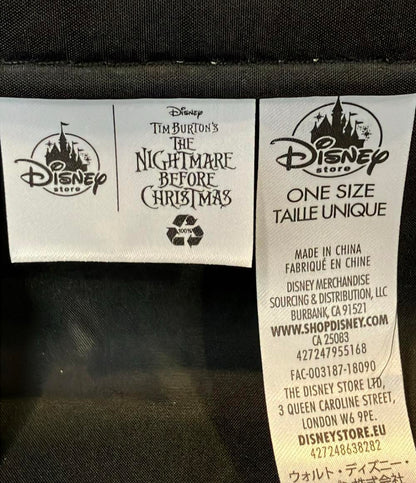 Disney
store
Disney
TIM BURTON'S
THE
NIGHTMARE
BEFORE
CHRISTMAS
100%
Disney
store
ONE SIZE
TAILLE UNIQUE
MADE IN CHINA
FABRIQUÉ EN CHINE
DISNEY MERCHANDISE
SOURCING & DISTRIBUTION, LLC
BURBANK, CA 91521
WWW.SHOPDISNEY.COM
CA 25083
427247955168
FAC-003187-18090
THE DISNEY STORE LTD,
3 QUEEN CAROLINE STREET,
LONDON W6 9PE.
DISNEYSTORE.EU
427248638282
ウォルト・ディズニー・